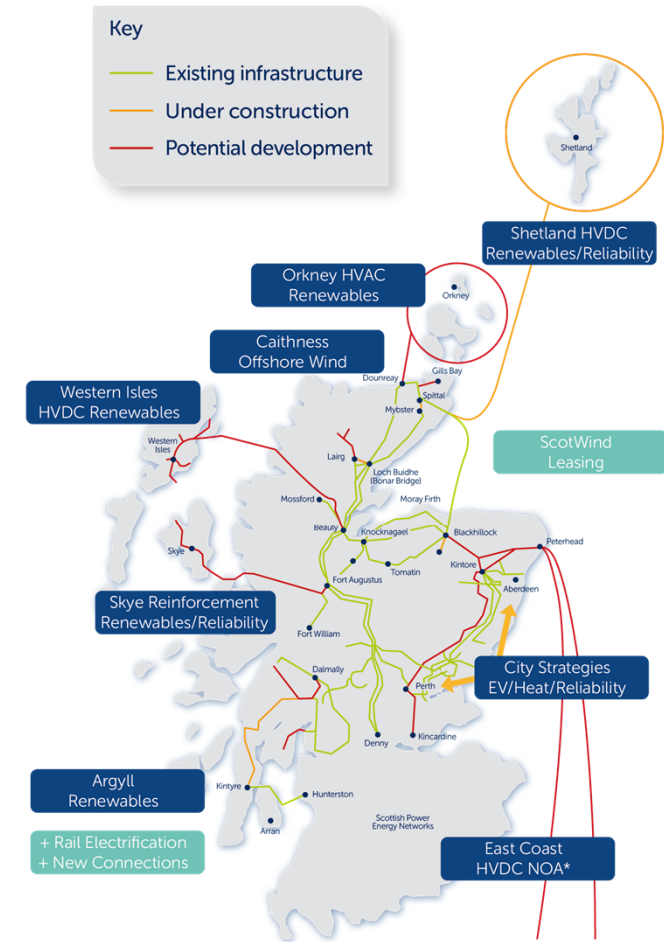 Key
Existing infrastructure
Under construction
Potential development
Shetland
Shetland HVDC
Renewables/Reliability
Orkney HVAC
Renewables
Orkney
Caithness
Offshore Wind
Gills Bay
Dounreay
Spittal
Mybster
Western Isles
HVDC Renewables
Western
Isles
ScotWind
Leasing
Lairg
Loch Buidhe
(Bonar Bridge)
Mossford
Moray Firth
Beauly
Knocknagael
Blackhillock
Peterhead
Skye
Kintore
Tomatin
Fort Augustus
Aberdeen
Skye Reinforcement
Renewables/Reliability
Fort William
Dalmally
Perth
City Strategies
EV/Heat/Reliability
Denny
Kincardine
Argyll
Renewables
Kintyre
Hunterston
Arran
Scottish Power
Energy Networks
+ Rail Electrification
+ New Connections
East Coast
HVDC NOA*